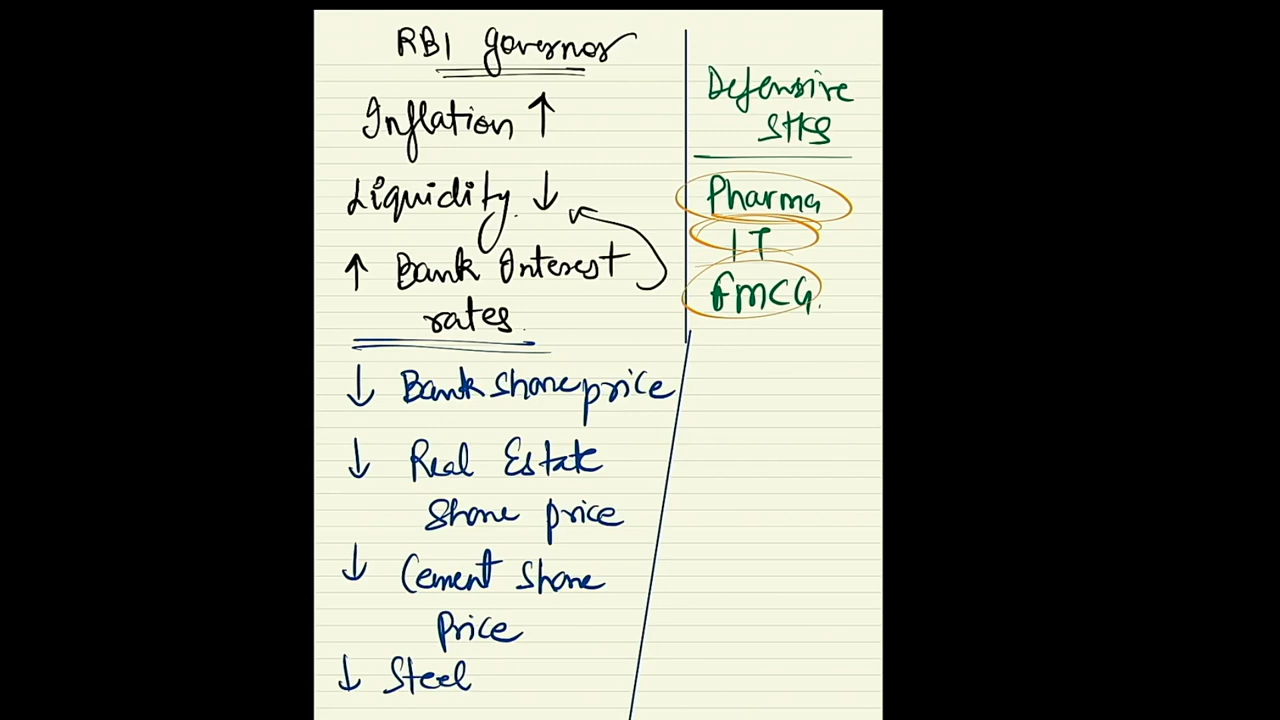 RBI governor
Inflation ↑
Liquidity. ↓
↑ Bank Interest
rates.
↓ Bank share price
↓ Real Estate
Share price
↓ Cement Share
Price
↓ Steel
Defensive
Stks
Pharma
IT
FMCG.